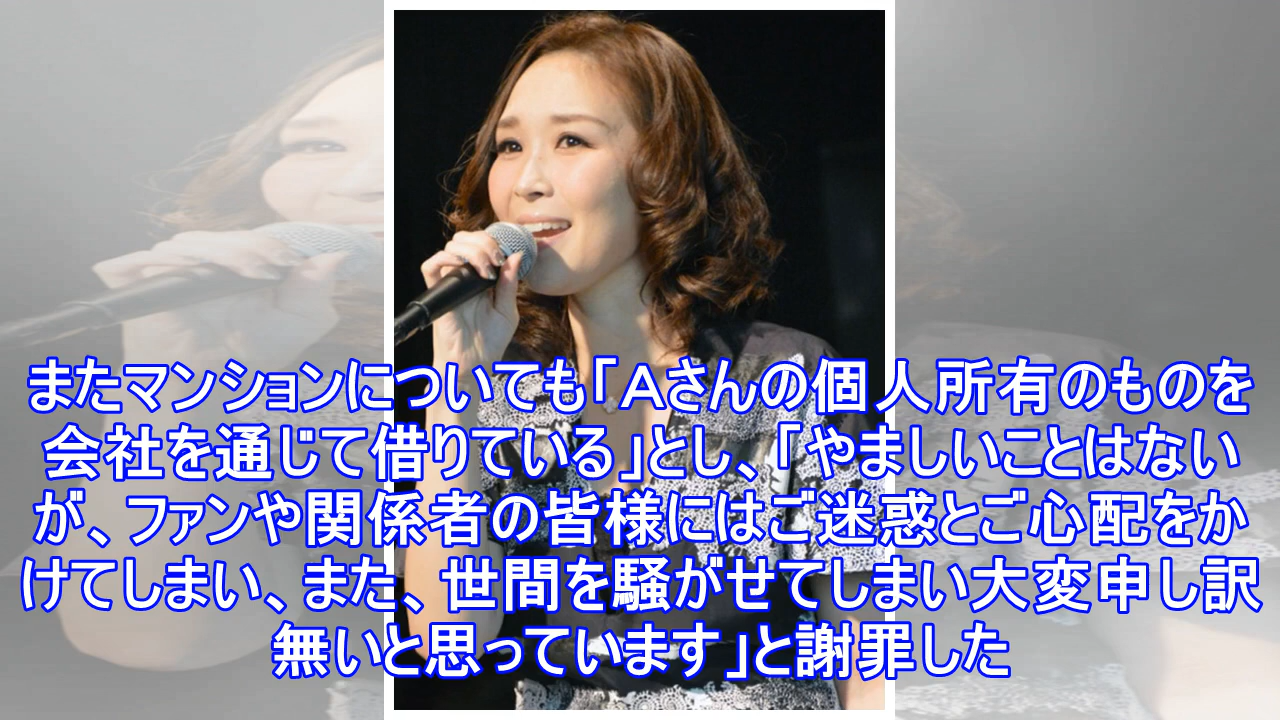 またマンションについても「Ａさんの個人所有のものを
会社を通じて借りている」とし、「やましいことはない
が、ファンや関係者の皆様にはご迷惑とご心配をか
けてしまい、また、世間を騒がせてしまい大変申し訳
無いと思っています」と謝罪した